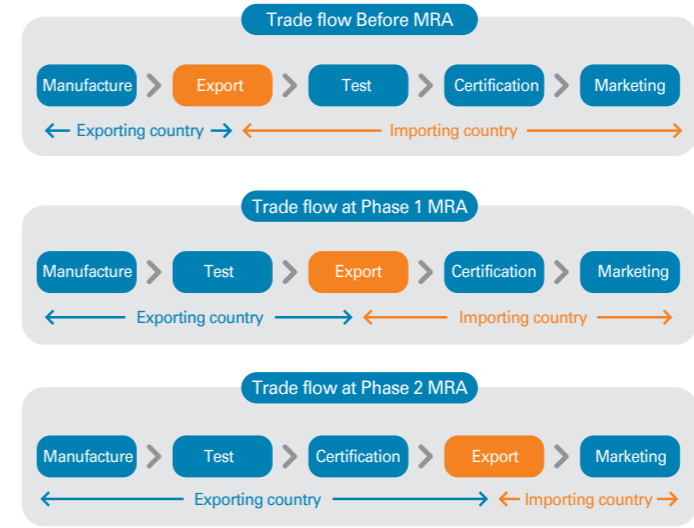 Trade flow Before MRA
Manufacture Export Test Certification Marketing
Exporting country Importing country
Trade flow at Phase 1 MRA
Manufacture Test Export Certification Marketing
Exporting country Importing country
Trade flow at Phase 2 MRA
Manufacture Test Certification Export Marketing
Exporting country Importing country